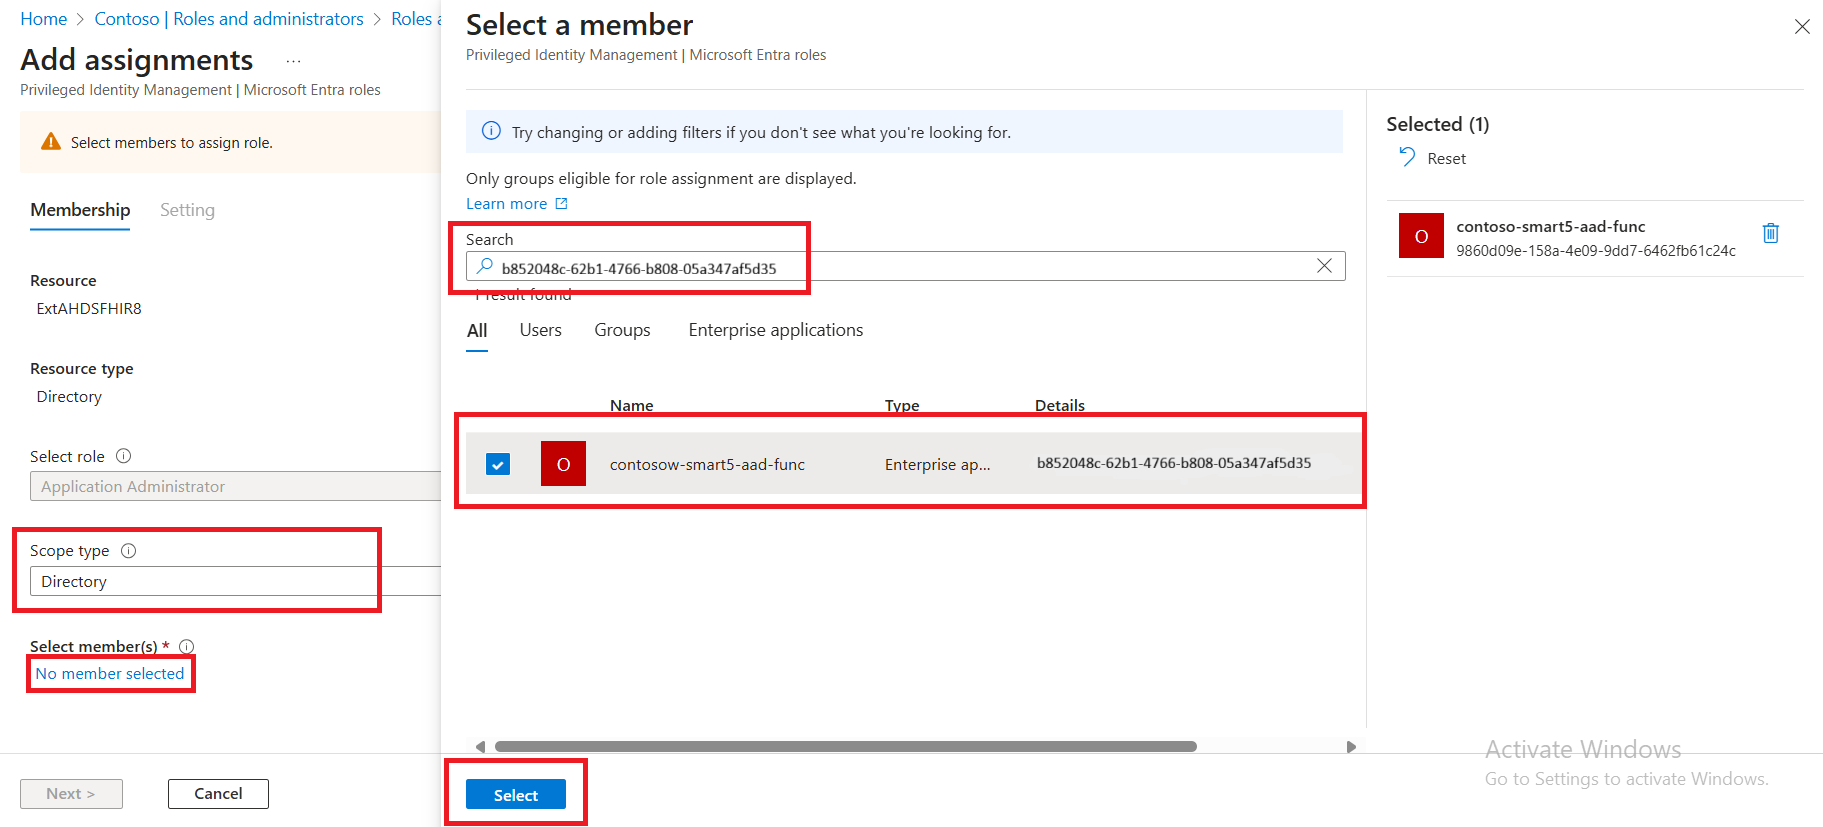 Home > Contoso | Roles and administrators > Roles a
Add assignments ...
Privileged Identity Management | Microsoft Entra roles
Select members to assign role.
Membership Setting
Resource
ExtAHDSFHIR8
Resource type
Directory
Select role
Application Administrator
Scope type
Directory
Select member(s) *
No member selected
Next >
Cancel
Select a member
Privileged Identity Management | Microsoft Entra roles
Try changing or adding filters if you don't see what you're looking for.
Only groups eligible for role assignment are displayed.
Learn more
Search
b852048c-62b1-4766-b808-05a347af5d35
1 result found
All Users Groups Enterprise applications
Name Type Details
O contosow-smart5-aad-func Enterprise ap... b852048c-62b1-4766-b808-05a347af5d35
Select
Selected (1)
Reset
O contoso-smart5-aad-func
9860d09e-158a-4e09-9dd7-6462fb61c24c
Activate Windows
Go to Settings to activate Windows.